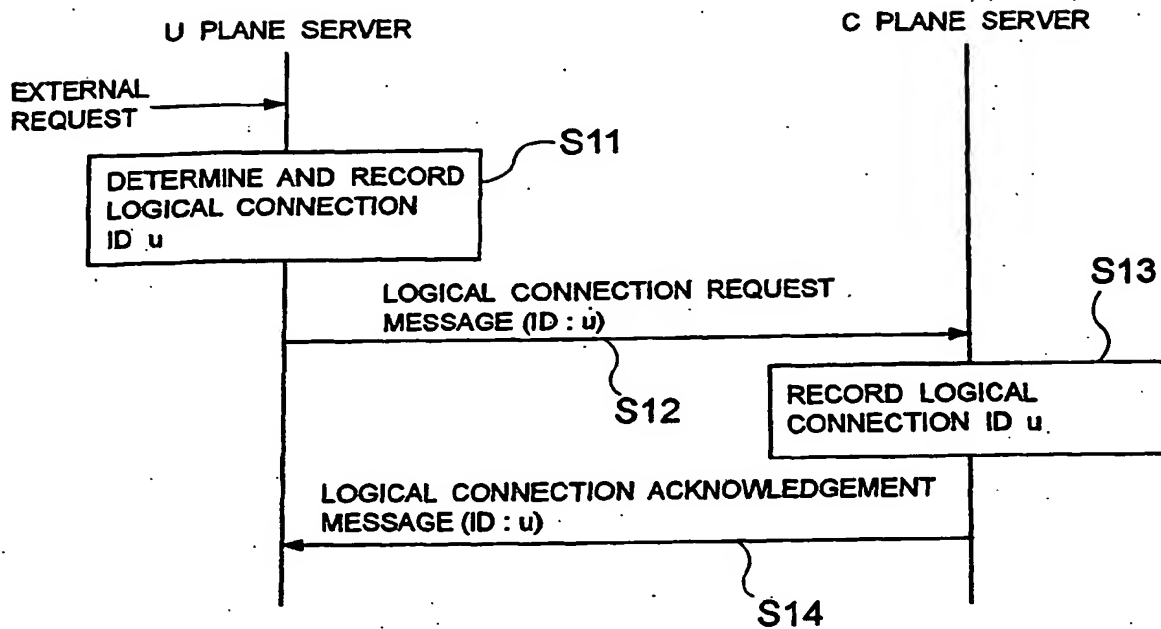 U PLANE SERVER
C PLANE SERVER
EXTERNAL
REQUEST
S11
DETERMINE AND RECORD
LOGICAL CONNECTION
ID u
LOGICAL CONNECTION REQUEST
MESSAGE (ID : u)
S12
S13
RECORD LOGICAL
CONNECTION ID u
LOGICAL CONNECTION ACKNOWLEDGEMENT
MESSAGE (ID : u)
S14